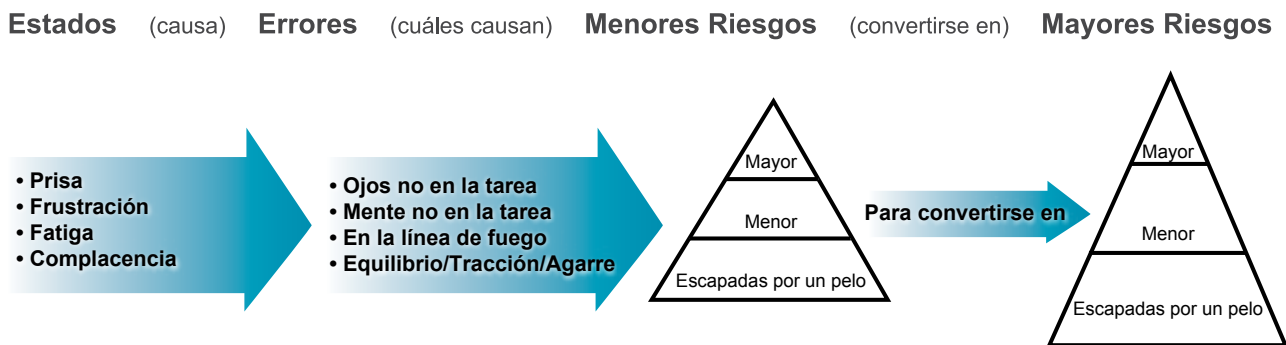 Estados (causa) Errores (cuáles causan) Menores Riesgos (convertirse en) Mayores Riesgos
• Prisa
• Frustración
• Fatiga
• Complacencia
• Ojos no en la tarea
• Mente no en la tarea
• En la línea de fuego
• Equilibrio/Tracción/Agarre
Mayor
Menor
Escapadas por un pelo
Para convertirse en
Mayor
Menor
Escapadas por un pelo